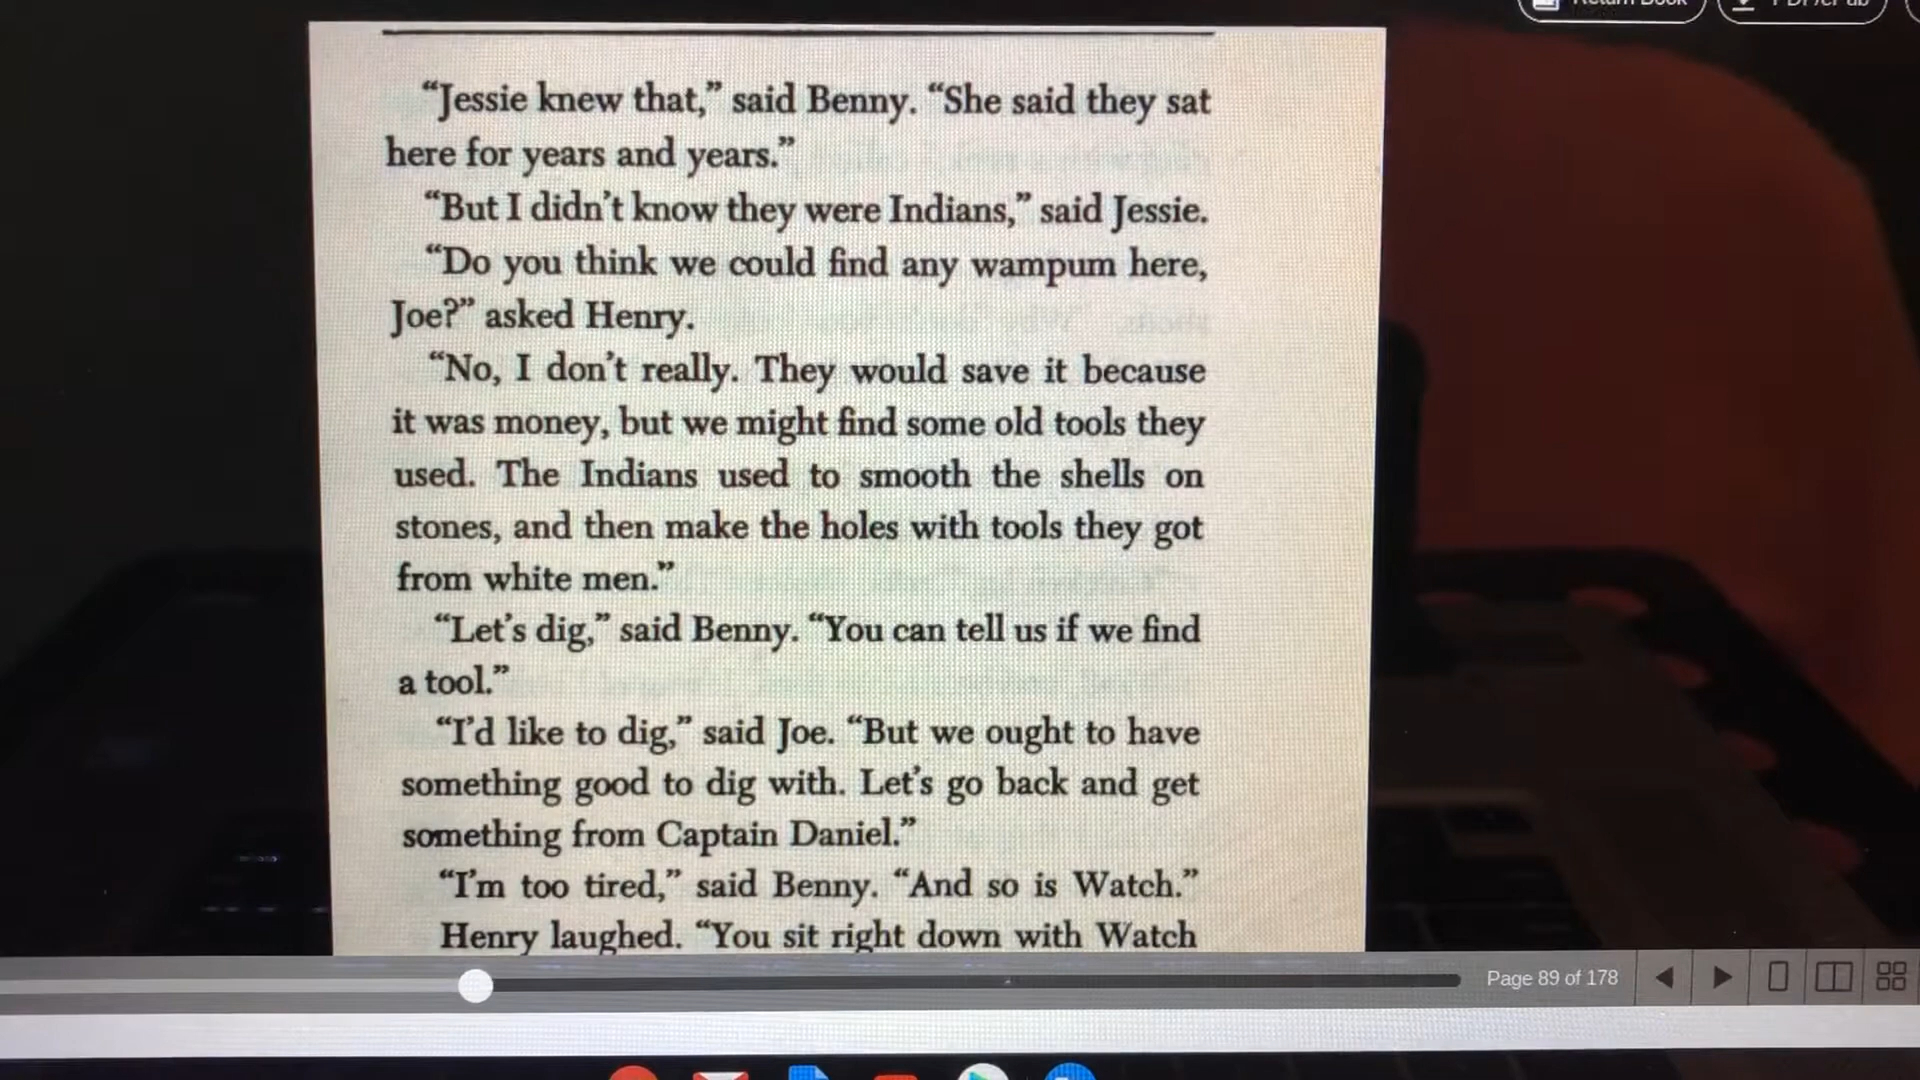 Return Book
PDF/ePub
“Jessie knew that,” said Benny. “She said they sat
here for years and years.”
“But I didn’t know they were Indians,” said Jessie.
“Do you think we could find any wampum here,
Joe?” asked Henry.
“No, I don’t really. They would save it because
it was money, but we might find some old tools they
used. The Indians used to smooth the shells on
stones, and then make the holes with tools they got
from white men.”
“Let’s dig,” said Benny. “You can tell us if we find
a tool.”
“I’d like to dig,” said Joe. “But we ought to have
something good to dig with. Let’s go back and get
something from Captain Daniel.”
“I’m too tired,” said Benny. “And so is Watch.”
Henry laughed. “You sit right down with Watch
Page 89 of 178